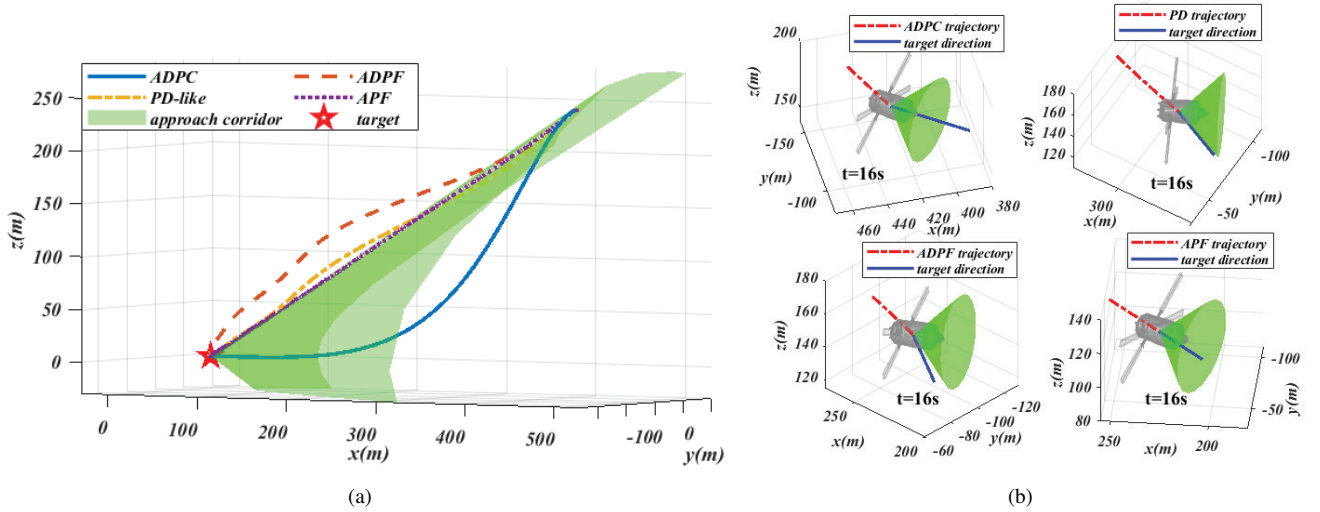 ADPC
ADPF
PD-like
APF
approach corridor
target
250
200
150
100
50
0
z(m)
0
100
200
300
400
500
-100
0
x(m)
y(m)
(a)
ADPC trajectory
target direction
200
150
z(m)
-150
-100
y(m)
t=16s
460
440
420
400
380
x(m)
PD trajectory
target direction
180
160
140
120
z(m)
300
x(m)
t=16s
-100
-50
y(m)
ADPF trajectory
target direction
180
160
140
120
z(m)
250
200
x(m)
t=16s
-120
-100
-80
-60
y(m)
APF trajectory
target direction
140
120
100
80
z(m)
t=16s
250
200
x(m)
-100
-50
y(m)
(b)